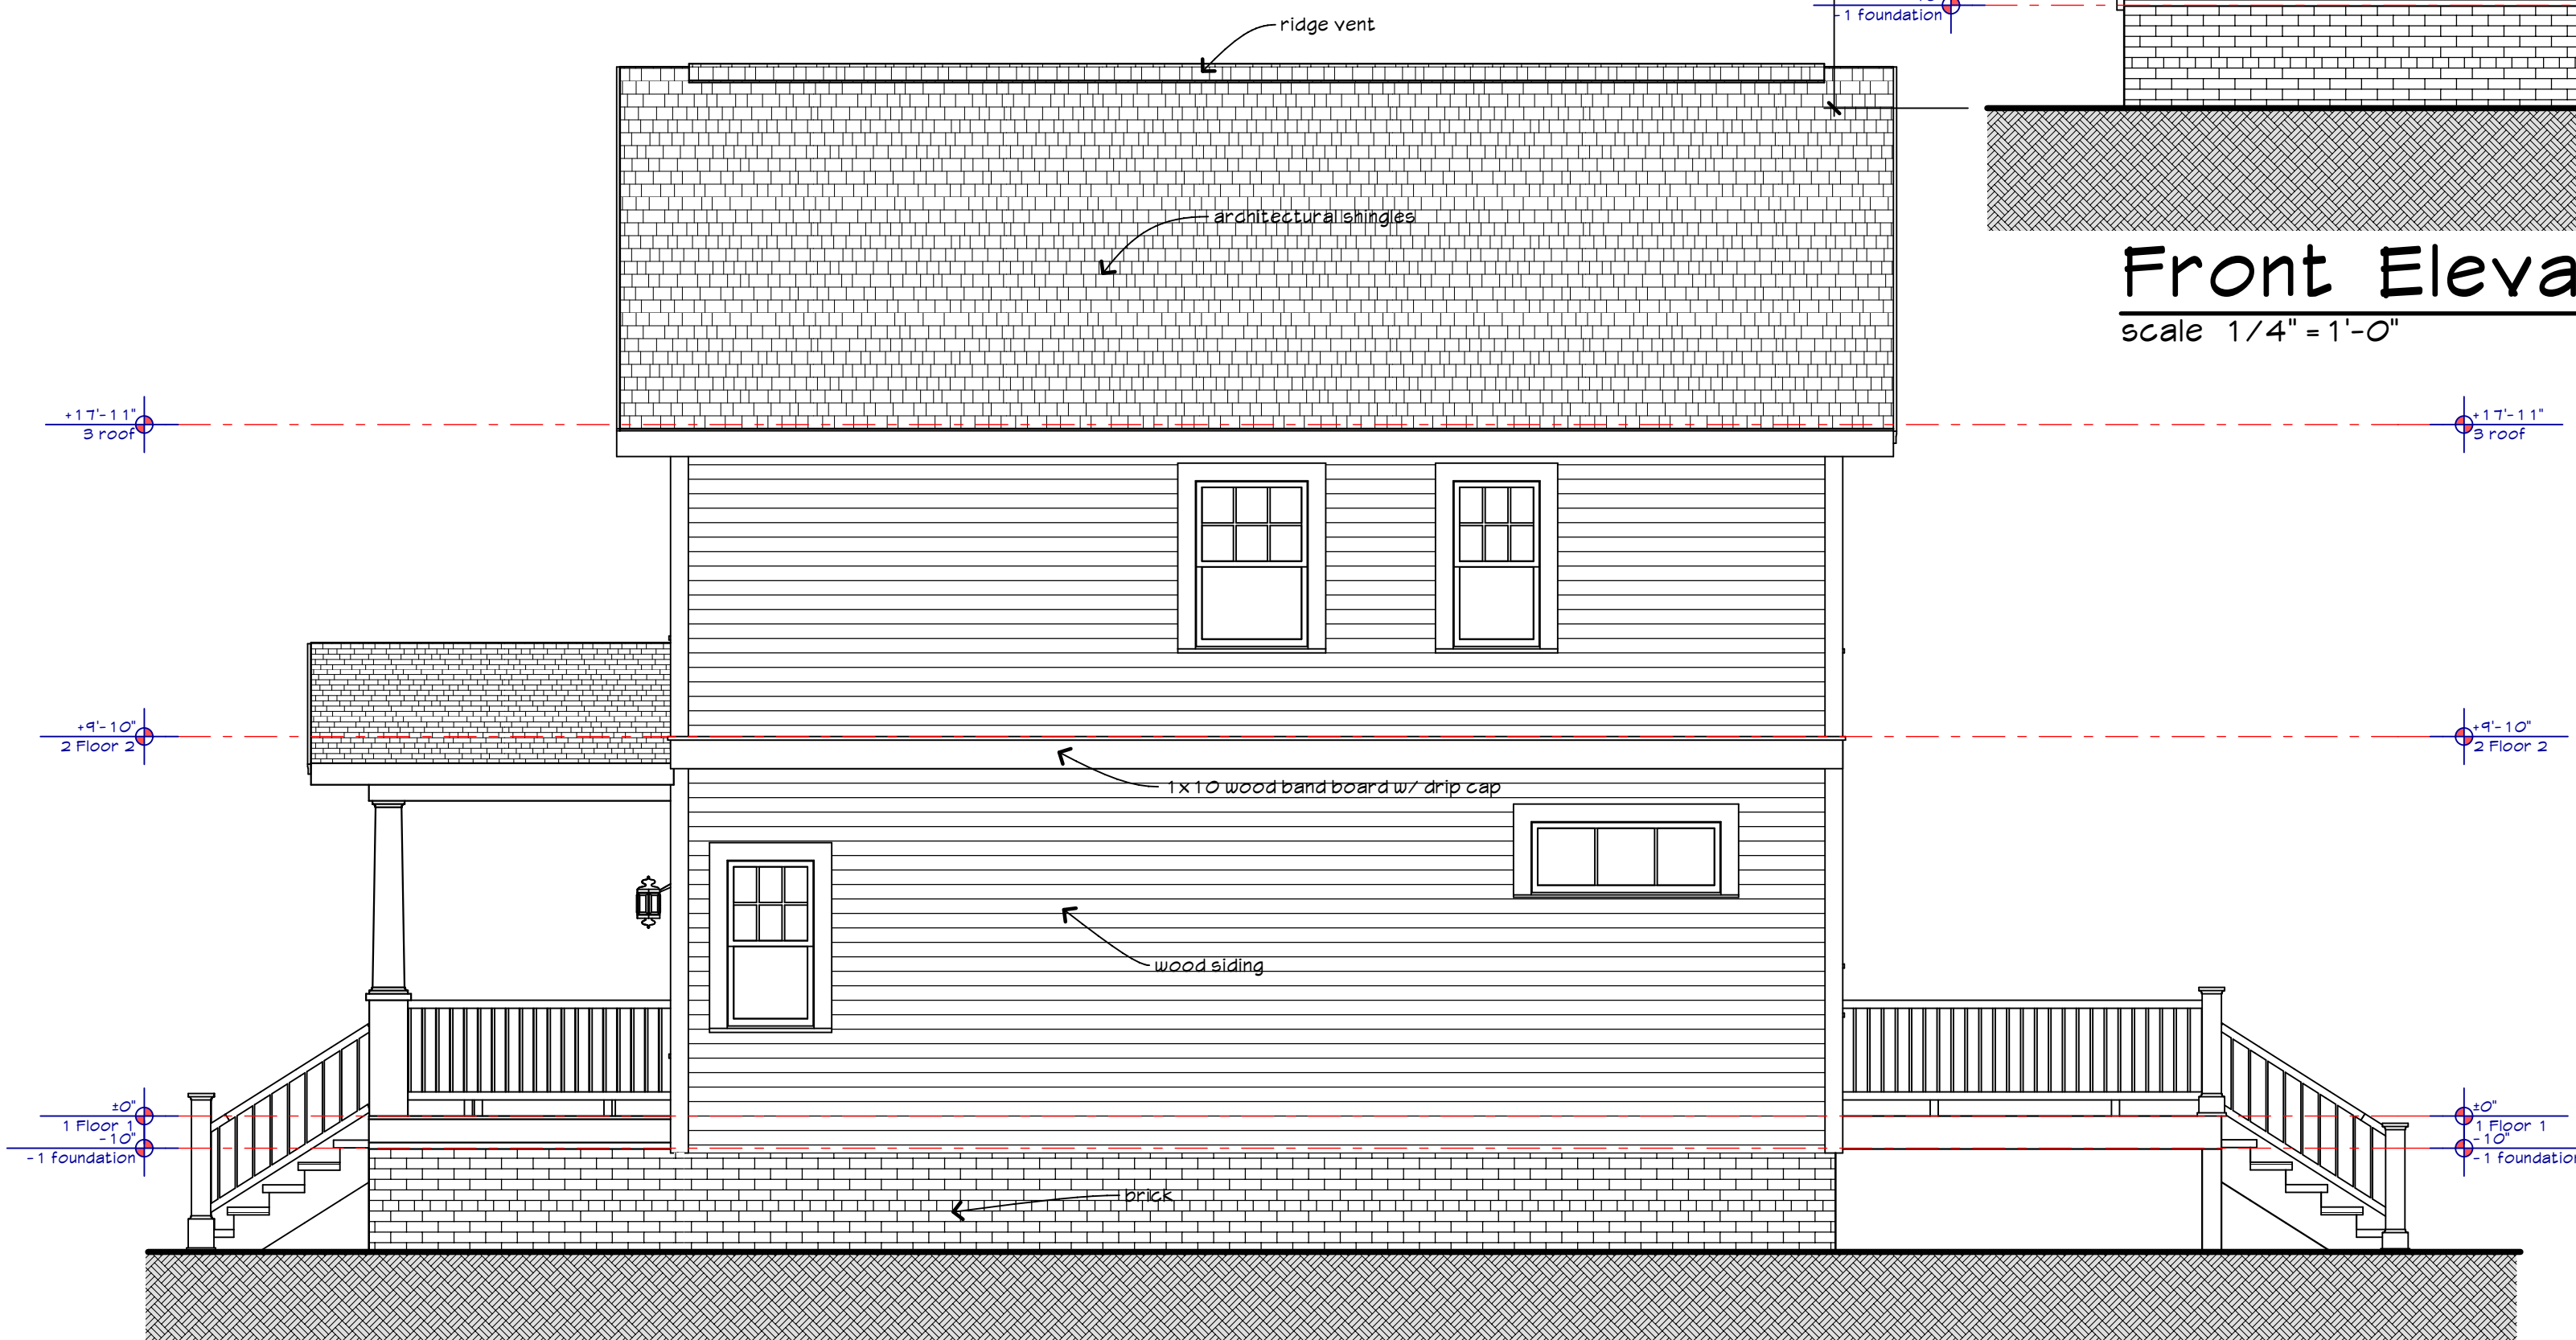 ridge vent
-1 foundation
architectural shingles
Front Eleva
scale 1/4" = 1'-0"
+17'-11"
3 roof
+17'-11"
3 roof
+9'-10"
2 Floor 2
+9'-10"
2 Floor 2
1x10 wood band board w/ drip cap
wood siding
±0"
1 Floor 1
-10"
-1 foundation
±0"
1 Floor 1
-10"
-1 foundation
brick